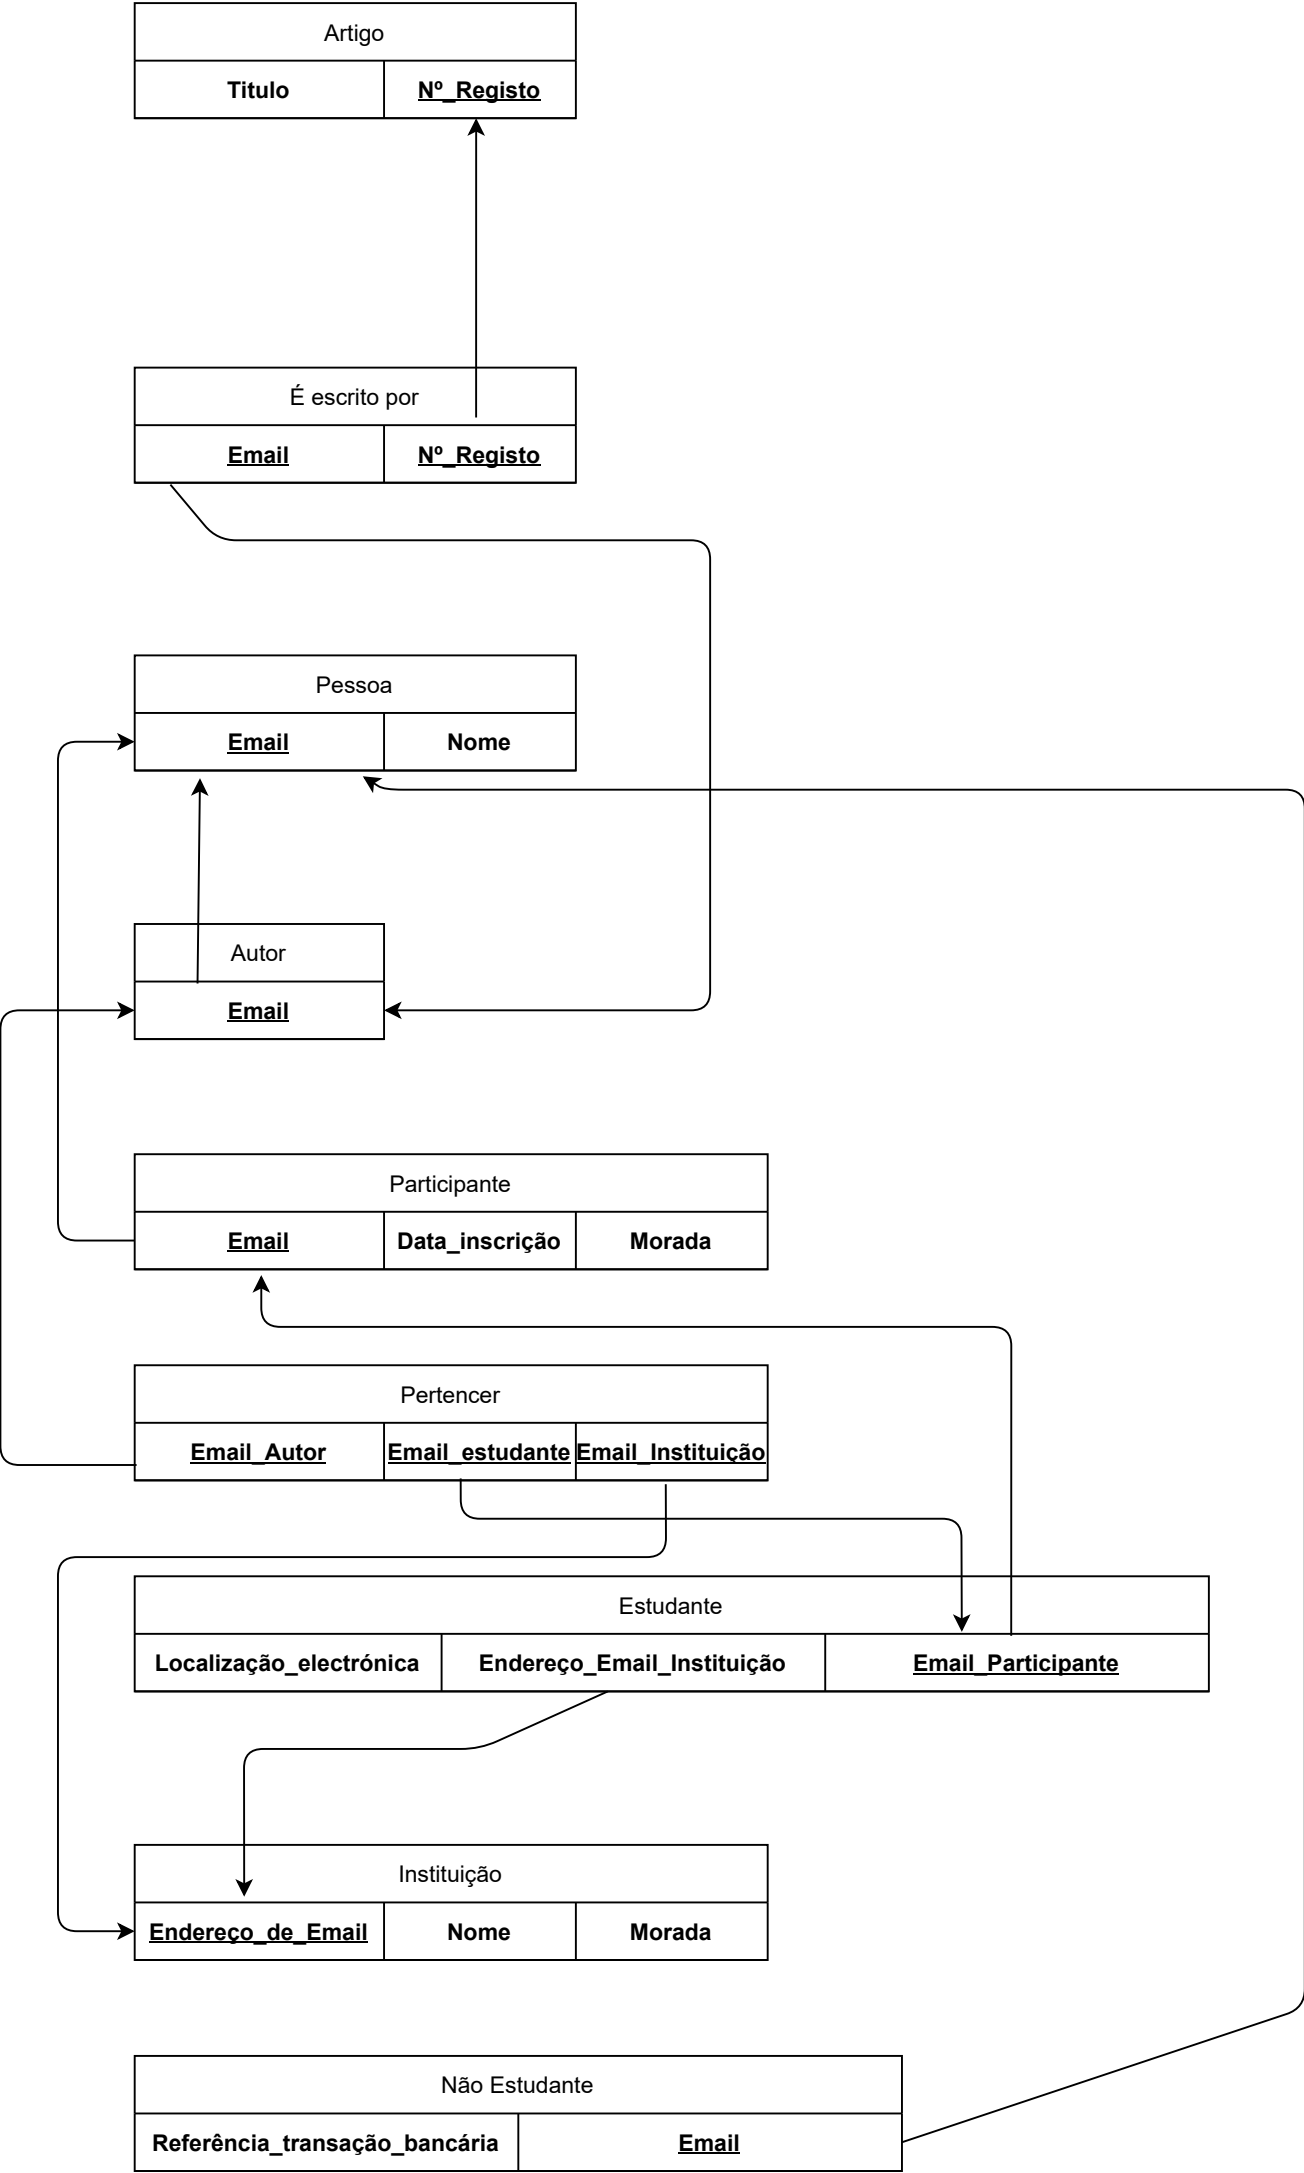 Artigo
Titulo Nº_Registo
É escrito por
Email Nº_Registo
Pessoa
Email Nome
Autor
Email
Participante
Email Data_inscrição Morada
Pertencer
Email_Autor Email_estudante Email_Instituição
Estudante
Localização_electrónica Endereço_Email_Instituição Email_Participante
Instituição
Endereço_de_Email Nome Morada
Não Estudante
Referência_transação_bancária Email